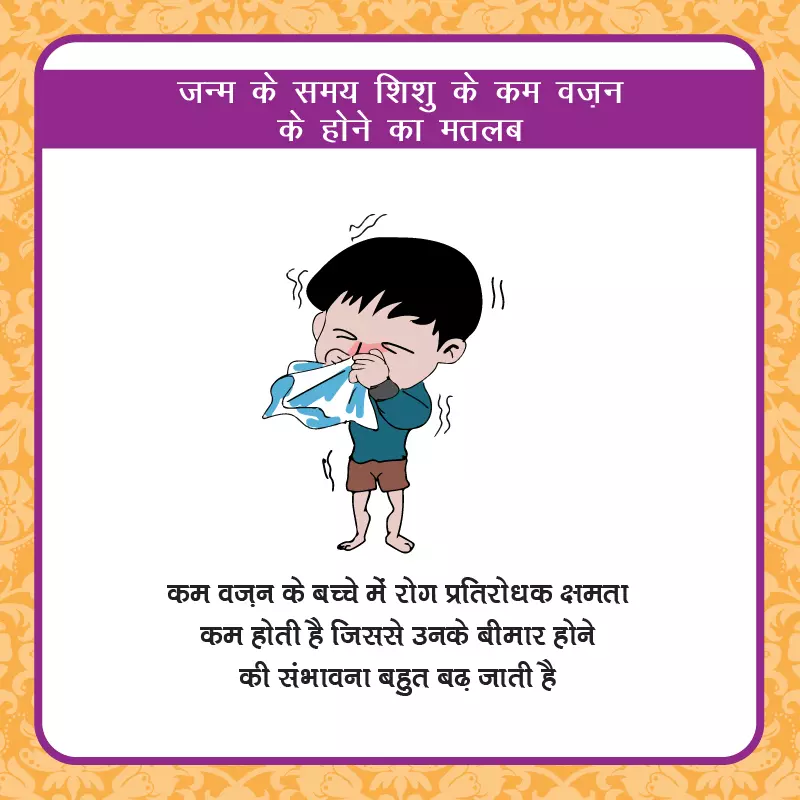 जन्म के समय शिशु के कम वज़न
के होने का मतलब
कम वज़न के बच्चे में रोग प्रतिरोधक क्षमता
कम होती है जिससे उनके बीमार होने
की संभावना बहुत बढ़ जाती है